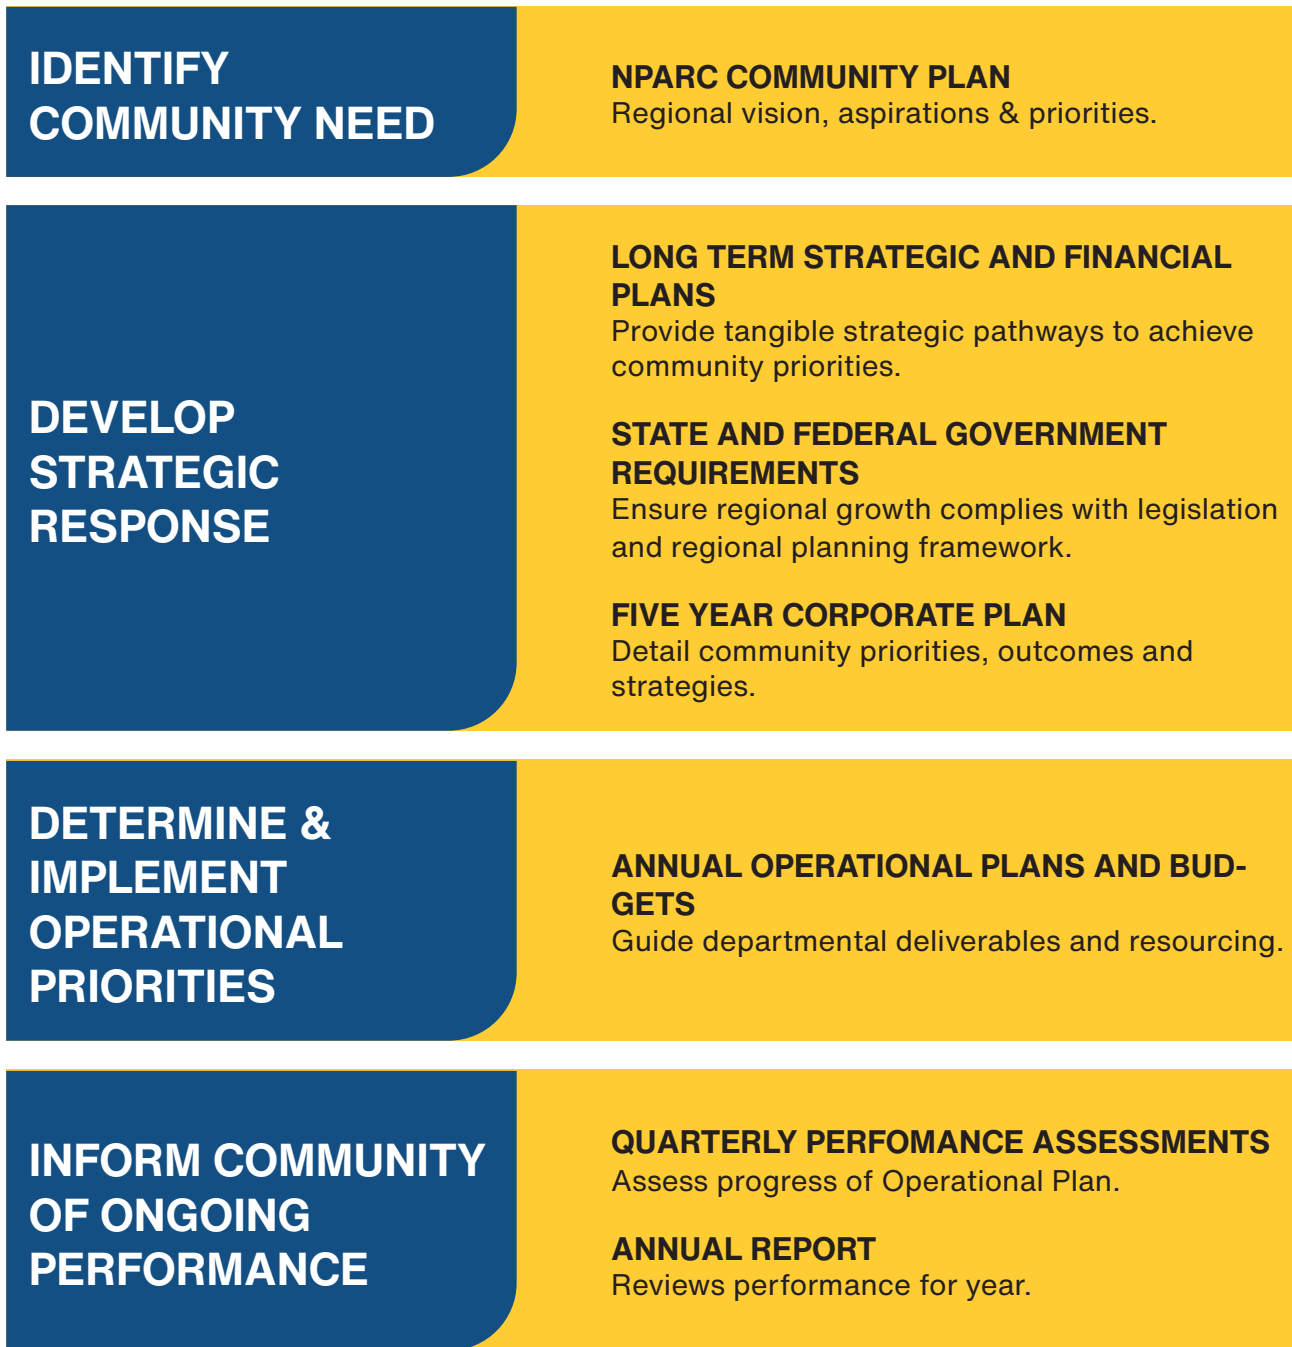 IDENTIFY
COMMUNITY NEED
NPARC COMMUNITY PLAN
Regional vision, aspirations & priorities.
DEVELOP
STRATEGIC
RESPONSE
LONG TERM STRATEGIC AND FINANCIAL
PLANS
Provide tangible strategic pathways to achieve
community priorities.
STATE AND FEDERAL GOVERNMENT
REQUIREMENTS
Ensure regional growth complies with legislation
and regional planning framework.
FIVE YEAR CORPORATE PLAN
Detail community priorities, outcomes and
strategies.
DETERMINE &
IMPLEMENT
OPERATIONAL
PRIORITIES
ANNUAL OPERATIONAL PLANS AND BUD-
GETS
Guide departmental deliverables and resourcing.
INFORM COMMUNITY
OF ONGOING
PERFORMANCE
QUARTERLY PERFOMANCE ASSESSMENTS
Assess progress of Operational Plan.
ANNUAL REPORT
Reviews performance for year.